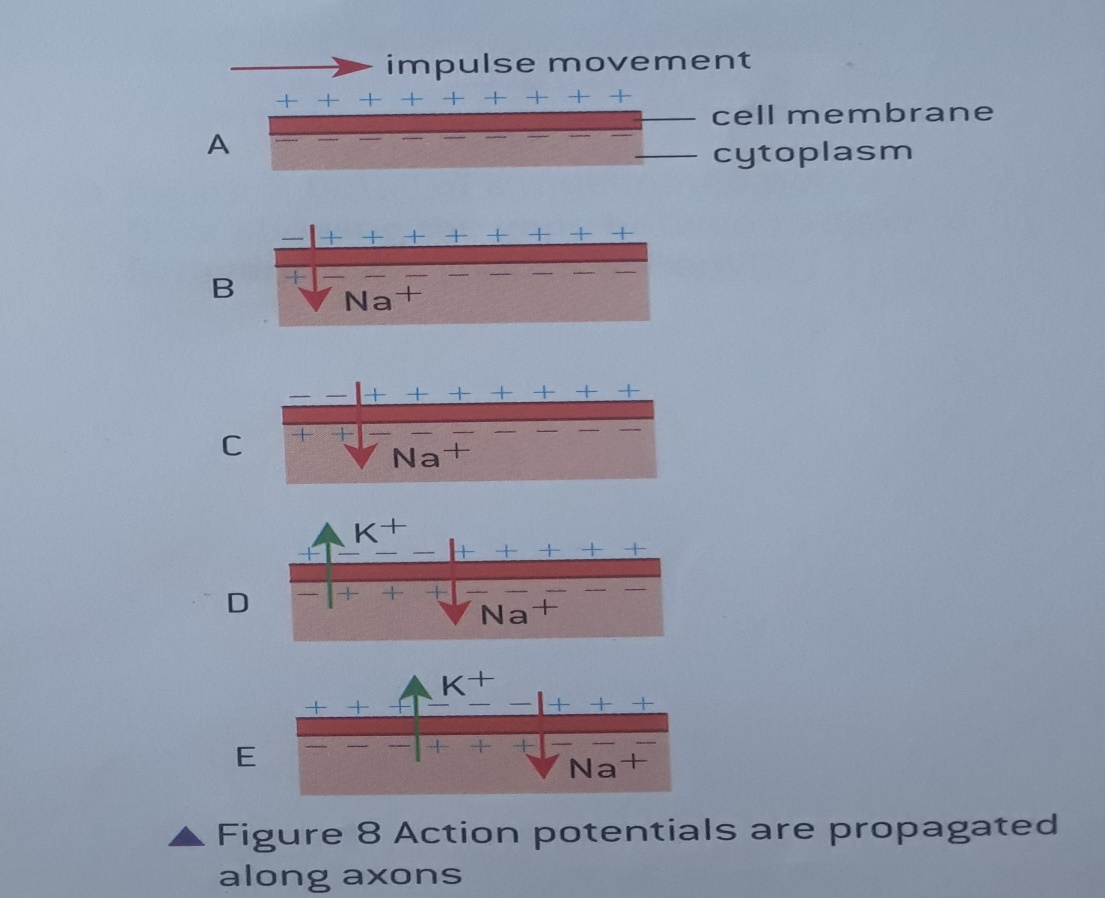 impulse movement
+ + + + + + + + +
cell membrane
A
− − − − − − − − −
cytoplasm
− + + + + + + + +
+ − − − − − − − −
B
Na+
− − + + + + + + +
+ + − − − − − − −
C
Na+
K+
+ − − − + + + + +
− + + + − − − − −
D
Na+
K+
+ + + − − − + + +
− − − + + + − − −
E
Na+
▲ Figure 8 Action potentials are propagated
along axons